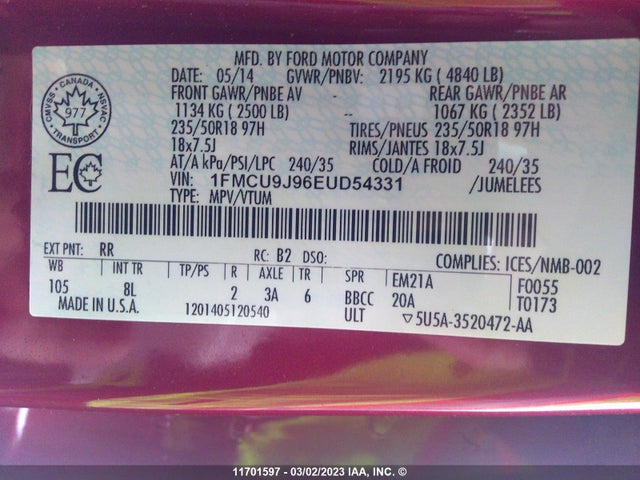 MFD. BY FORD MOTOR COMPANY
DATE: 05/14 GVWR/PNBV: 2195 KG ( 4840 LB)
FRONT GAWR/PNBE AV REAR GAWR/PNBE AR
1134 KG ( 2500 LB) -- 1067 KG ( 2352 LB)
235/50R18 97H TIRES/PNEUS 235/50R18 97H
18x7.5J RIMS/JANTES 18x7.5J
AT/A kPa/PSI/LPC 240/35 COLD/A FROID 240/35
VIN: 1FMCU9J96EUD54331 /JUMELEES
TYPE: MPV/VTUM
CMVSS · CANADA · NSVAC · TRANSPORT
977
EC
EXT PNT: RR RC: B2 DSO: COMPLIES: ICES/NMB-002
WB INT TR TP/PS R AXLE TR SPR EM21A F0055
105 8L 2 3A 6 BBCC 20A T0173
MADE IN U.S.A. 1201405120540 ULT ▽5U5A-3520472-AA
11701597 - 03/02/2023 IAA, INC. ©